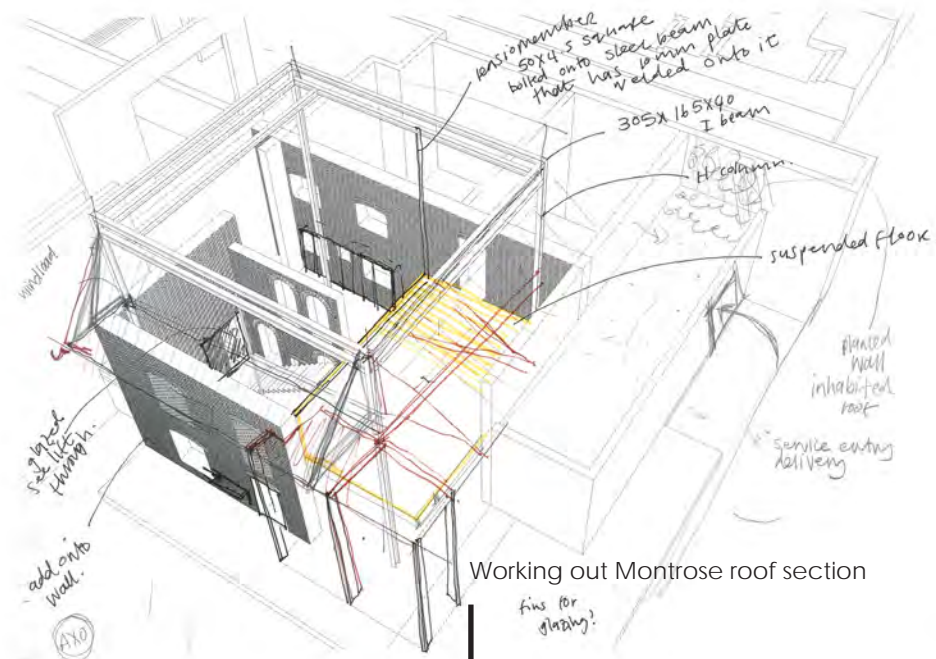 tensiomember
50x4.5 square
bolted onto steel beam
that has 10mm plate
welded onto it
305x165x40
I beam
H column.
suspended floor
windload
planted
wall
inhabited
roof
service entry
delivery
glazed
see lift
through.
add onto
wall.
AXO
Working out Montrose roof section
fins for
glazing?